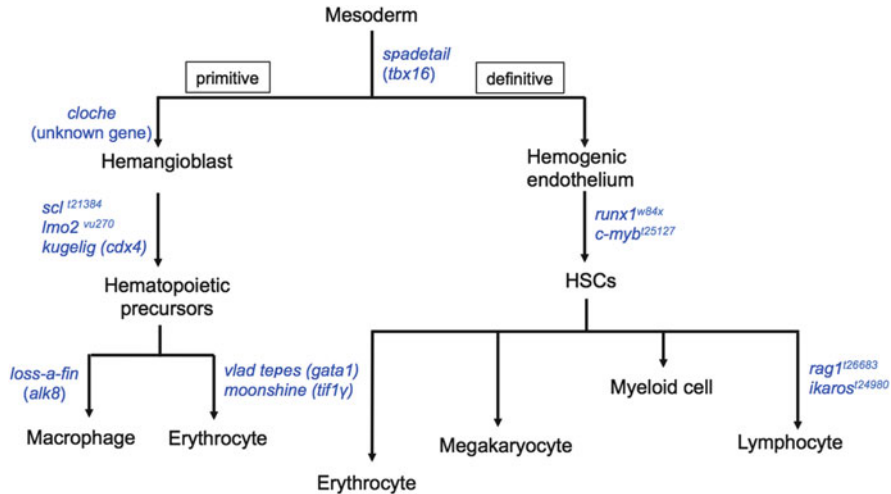 Mesoderm
spadetail
(tbx16)
primitive
definitive
cloche
(unknown gene)
Hemangioblast
Hemogenic
endothelium
scl t21384
lmo2 vu270
kugelig (cdx4)
runx1w84x
c-mybt25127
Hematopoietic
precursors
HSCs
loss-a-fin
(alk8)
vlad tepes (gata1)
moonshine (tif1γ)
rag1t26683
ikarost24980
Macrophage
Erythrocyte
Erythrocyte
Megakaryocyte
Myeloid cell
Lymphocyte